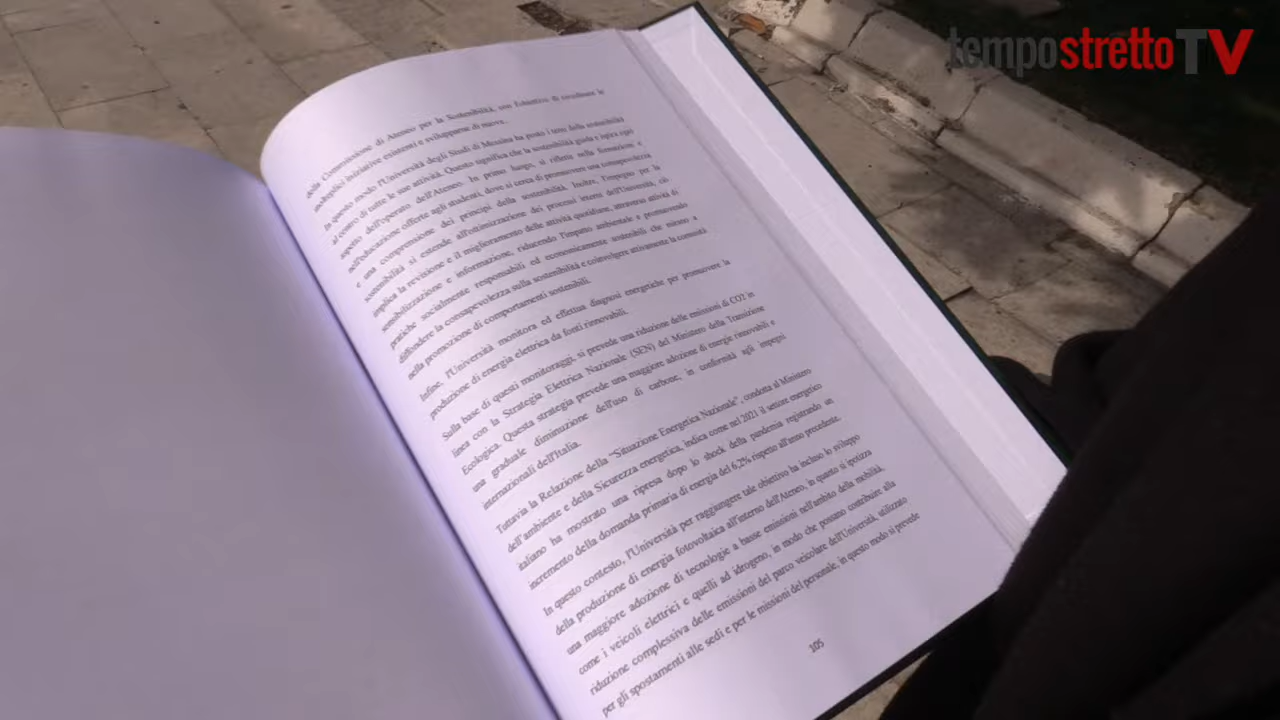 tempostrettoTV
della Commissione di Ateneo per la Sostenibilità, con l'obiettivo di coordinare le
molteplici iniziative esistenti e svilupparne di nuove.
In questo modo l'Università degli Studi di Messina ha posto i temi della sostenibilità
al centro di tutte le sue attività. Questo significa che la sostenibilità guida e ispira ogni
aspetto dell'operato dell'Ateneo. In primo luogo, si riflette nella formazione e
nell'educazione offerte agli studenti, dove si cerca di promuovere una consapevolezza
e una comprensione dei principi della sostenibilità. Inoltre, l'impegno per la
sostenibilità si estende all'ottimizzazione dei processi interni dell'Università, ciò
implica la revisione e il miglioramento delle attività quotidiane, attraverso attività di
sensibilizzazione e informazione, riducendo l'impatto ambientale e promuovendo
pratiche socialmente responsabili ed economicamente sostenibili che mirano a
diffondere la consapevolezza sulla sostenibilità e coinvolgere attivamente la comunità
nella promozione di comportamenti sostenibili.
Infine, l'Università monitora ed effettua diagnosi energetiche per promuovere la
produzione di energia elettrica da fonti rinnovabili.
Sulla base di questi monitoraggi, si prevede una riduzione delle emissioni di CO2 in
linea con la Strategia Elettrica Nazionale (SEN) del Ministero della Transizione
Ecologica. Questa strategia prevede una maggiore adozione di energie rinnovabili e
una graduale diminuzione dell'uso di carbone, in conformità agli impegni
internazionali dell'Italia.
Tuttavia la Relazione della “Situazione Energetica Nazionale”, condotta al Ministero
dell'ambiente e della Sicurezza energetica, indica come nel 2021 il settore energetico
italiano ha mostrato una ripresa dopo lo shock della pandemia registrando un
incremento della domanda primaria di energia del 6,2% rispetto all'anno precedente.
In questo contesto, l'Università per raggiungere tale obiettivo ha incluso lo sviluppo
della produzione di energia fotovoltaica all'interno dell'Ateneo, in quanto si ipotizza
una maggiore adozione di tecnologie a basse emissioni nell'ambito della mobilità,
come i veicoli elettrici e quelli ad idrogeno, in modo che possano contribuire alla
riduzione complessiva delle emissioni del parco veicolare dell'Università, utilizzato
per gli spostamenti alle sedi e per le missioni del personale, in questo modo si prevede
105